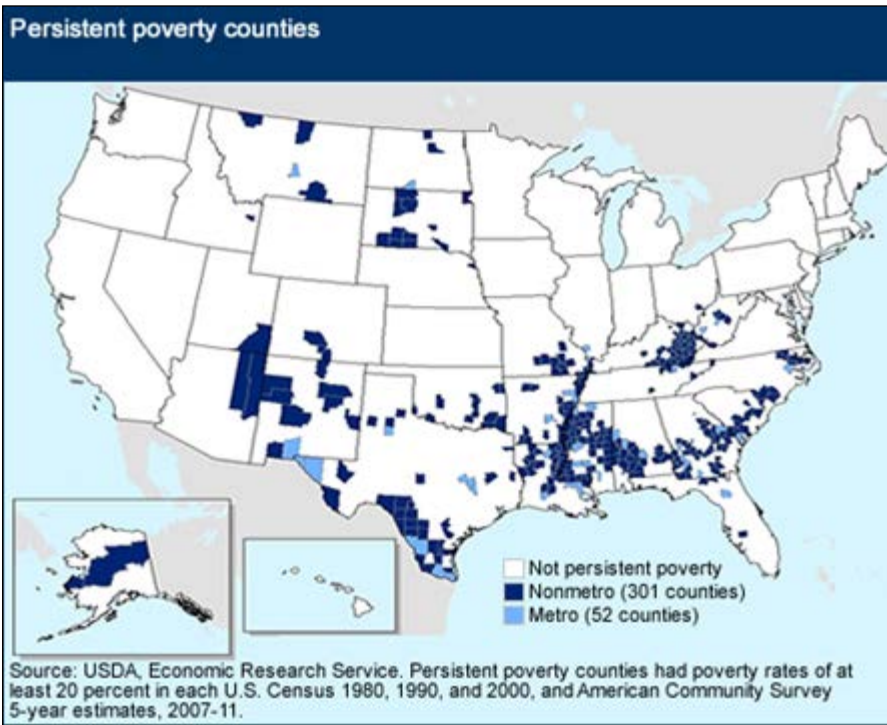 Persistent poverty counties
Not persistent poverty
Nonmetro (301 counties)
Metro (52 counties)
Source: USDA, Economic Research Service. Persistent poverty counties had poverty rates of at
least 20 percent in each U.S. Census 1980, 1990, and 2000, and American Community Survey
5-year estimates, 2007-11.